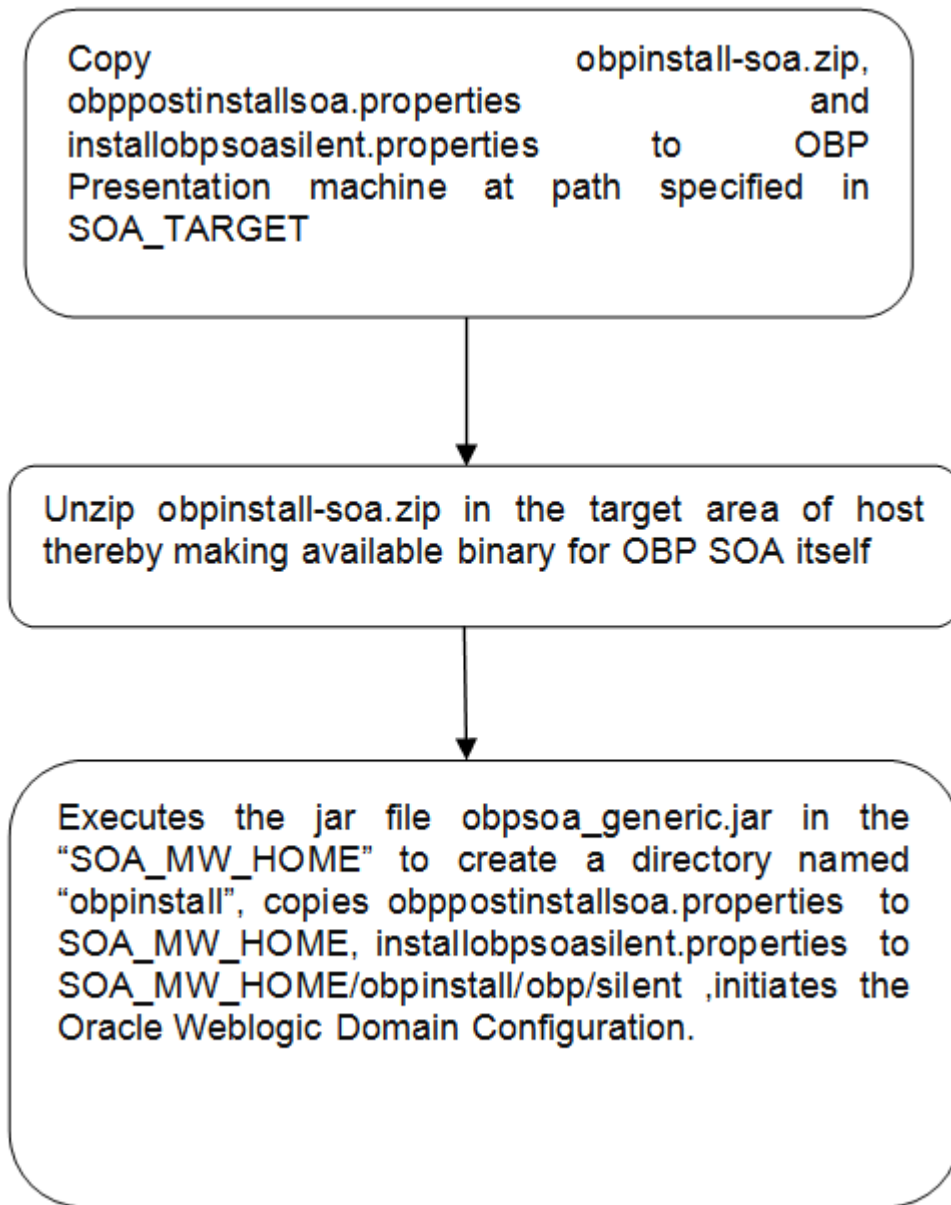 Copy obpinstall-soa.zip,
obppostinstallsoa.properties and
installobpsoasilent.properties to OBP
Presentation machine at path specified in
SOA_TARGET
Unzip obpinstall-soa.zip in the target area of host
thereby making available binary for OBP SOA itself
Executes the jar file obpsoa_generic.jar in the
“SOA_MW_HOME” to create a directory named
“obpinstall”, copies obppostinstallsoa.properties to
SOA_MW_HOME, installobpsoasilent.properties to
SOA_MW_HOME/obpinstall/obp/silent ,initiates the
Oracle Weblogic Domain Configuration.